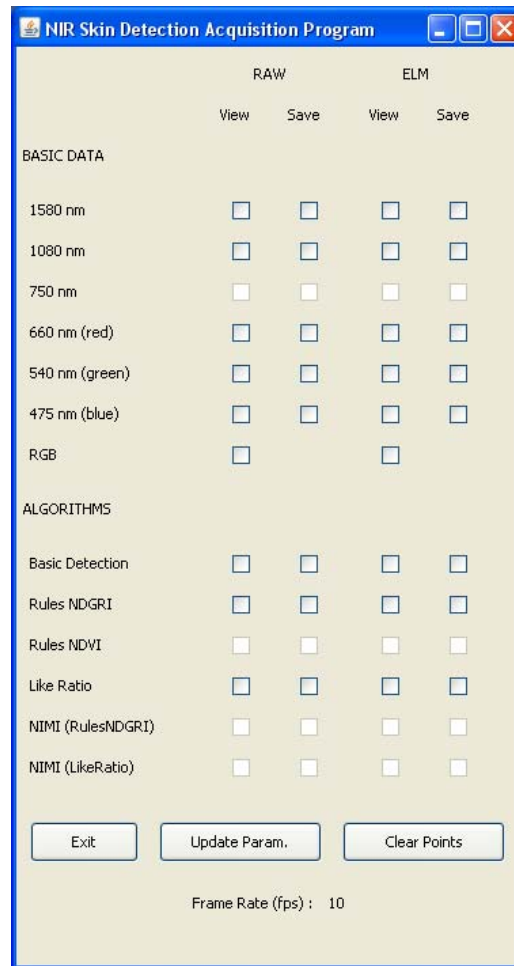 NIR Skin Detection Acquisition Program
RAW ELM
View Save View Save
BASIC DATA
1580 nm
1080 nm
750 nm
660 nm (red)
540 nm (green)
475 nm (blue)
RGB
ALGORITHMS
Basic Detection
Rules NDGRI
Rules NDVI
Like Ratio
NIMI (RulesNDGRI)
NIMI (LikeRatio)
Exit Update Param. Clear Points
Frame Rate (fps) : 10